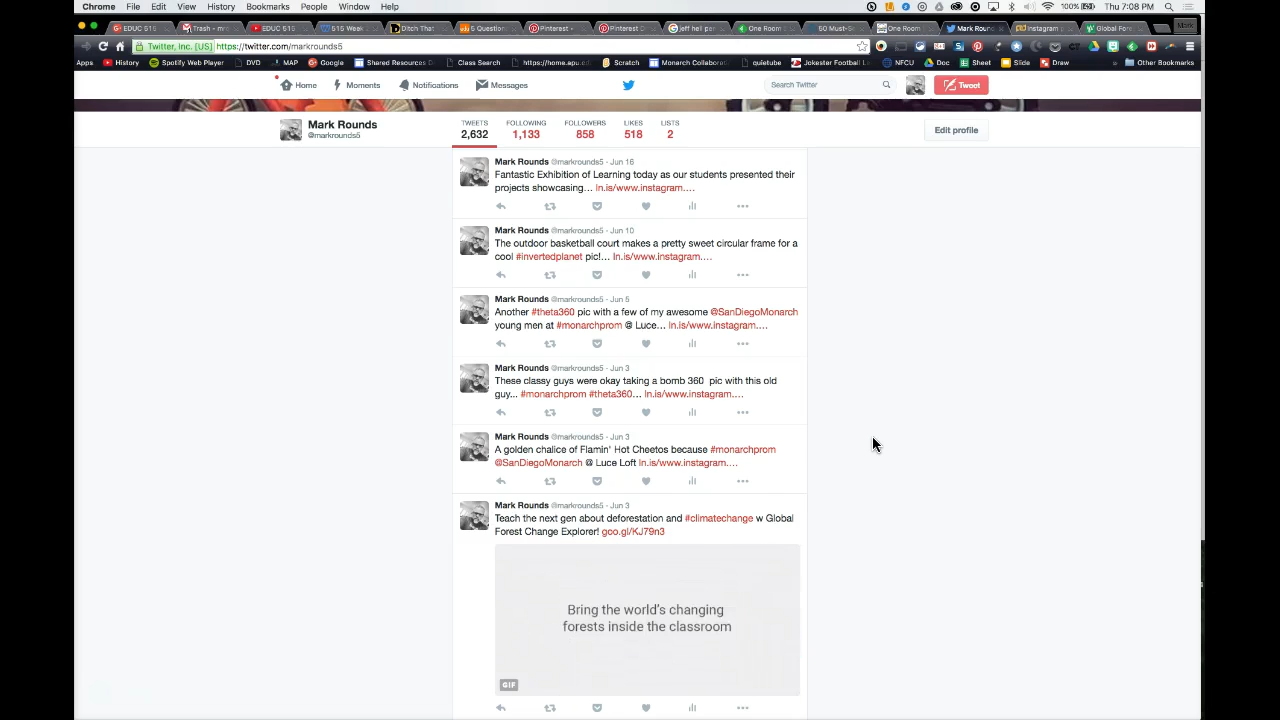 Chrome File Edit View History Bookmarks People Window Help 100% Thu 7:08 PM
EDUC 516 Trash - mr EDUC 510 515 Week Ditch That 5 Question Pinterest Pinterest D jeff heil per One Room One Room 50 Must-S Mark Roun Instagram Global For Mark
Twitter, Inc. [US] https://twitter.com/markrounds5
Apps History Spotify Web Player DVD MAP Google Shared Resources D Class Search https://home.apu.e Scratch Monarch Collabora quietube Jokester Football L NFCU Doc Sheet Slide Draw Other Bookmarks
Home Moments Notifications Messages Search Twitter Tweet
Mark Rounds
@markrounds5
TWEETS FOLLOWING FOLLOWERS LIKES LISTS
2,632 1,133 858 518 2
Edit profile
Mark Rounds @markrounds5 - Jun 16
Fantastic Exhibition of Learning today as our students presented their
projects showcasing... ln.is/www.instagram....
Mark Rounds @markrounds5 - Jun 10
The outdoor basketball court makes a pretty sweet circular frame for a
cool #invertedplanet pic!... ln.is/www.instagram....
Mark Rounds @markrounds5 - Jun 5
Another #theta360 pic with a few of my awesome @SanDiegoMonarch
young men at #monarchprom @ Luce... ln.is/www.instagram....
Mark Rounds @markrounds5 - Jun 3
These classy guys were okay taking a bomb 360 pic with this old
guy... #monarchprom #theta360... ln.is/www.instagram....
Mark Rounds @markrounds5 - Jun 3
A golden chalice of Flamin' Hot Cheetos because #monarchprom
@SanDiegoMonarch @ Luce Loft ln.is/www.instagram....
Mark Rounds @markrounds5 - Jun 3
Teach the next gen about deforestation and #climatechange w Global
Forest Change Explorer! goo.gl/KJ79n3
Bring the world's changing
forests inside the classroom
GIF